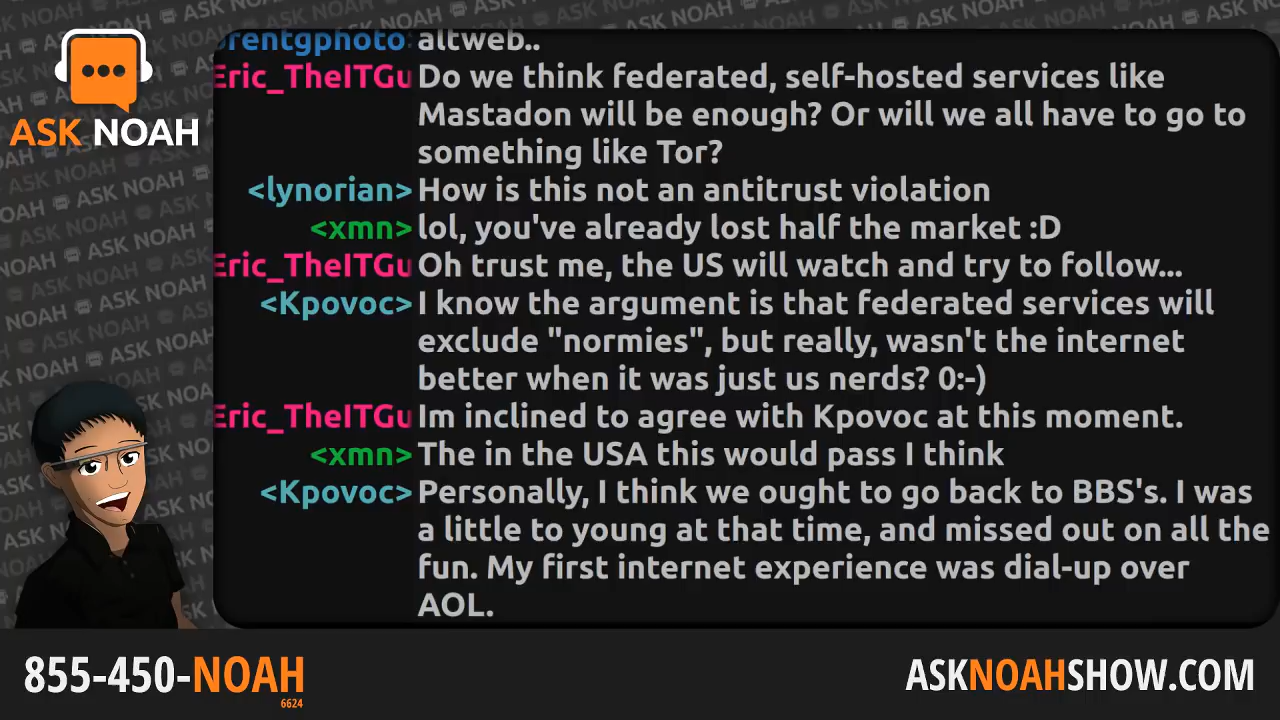 ASK NOAH
rentgphoto: altweb..
Eric_TheITGu Do we think federated, self-hosted services like
Mastadon will be enough? Or will we all have to go to
something like Tor?
<lynorian> How is this not an antitrust violation
<xmn> lol, you've already lost half the market :D
Eric_TheITGu Oh trust me, the US will watch and try to follow...
<Kpovoc> I know the argument is that federated services will
exclude "normies", but really, wasn't the internet
better when it was just us nerds? 0:-)
Eric_TheITGu Im inclined to agree with Kpovoc at this moment.
<xmn> The in the USA this would pass I think
<Kpovoc> Personally, I think we ought to go back to BBS's. I was
a little to young at that time, and missed out on all the
fun. My first internet experience was dial-up over
AOL.
855-450-NOAH
6624
ASKNOAHSHOW.COM